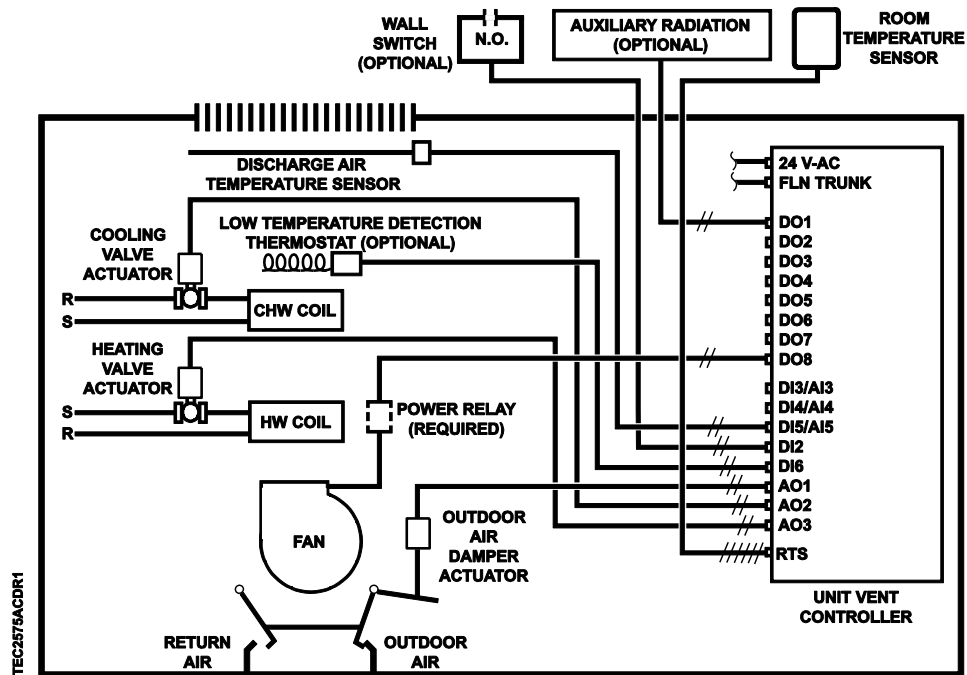 WALL
SWITCH
(OPTIONAL)
N.O.
AUXILIARY RADIATION
(OPTIONAL)
ROOM
TEMPERATURE
SENSOR
DISCHARGE AIR
TEMPERATURE SENSOR
24 V-AC
FLN TRUNK
LOW TEMPERATURE DETECTION
THERMOSTAT (OPTIONAL)
COOLING
VALVE
ACTUATOR
R
S
CHW COIL
HEATING
VALVE
ACTUATOR
S
R
HW COIL
POWER RELAY
(REQUIRED)
FAN
OUTDOOR
AIR
DAMPER
ACTUATOR
RETURN
AIR
OUTDOOR
AIR
DO1
DO2
DO3
DO4
DO5
DO6
DO7
DO8
DI3/AI3
DI4/AI4
DI5/AI5
DI2
DI6
AO1
AO2
AO3
RTS
UNIT VENT
CONTROLLER
TEC2575ACDR1